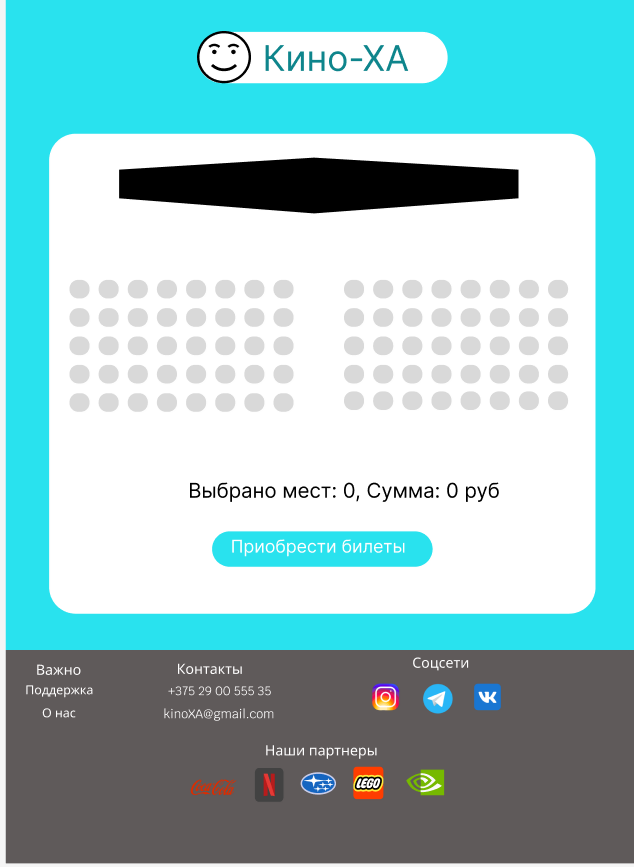 Кино-ХА
Выбрано мест: 0, Сумма: 0 руб
Приобрести билеты
Важно
Поддержка
О нас
Контакты
+375 29 00 555 35
kinoXA@gmail.com
Соцсети
Наши партнеры
Coca-Cola
N
LEGO